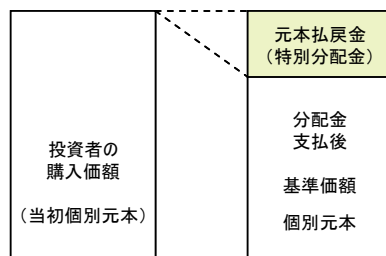 投資者の
購入価額
(当初個別元本)
元本払戻金
(特別分配金)
分配金
支払後
基準価額
個別元本